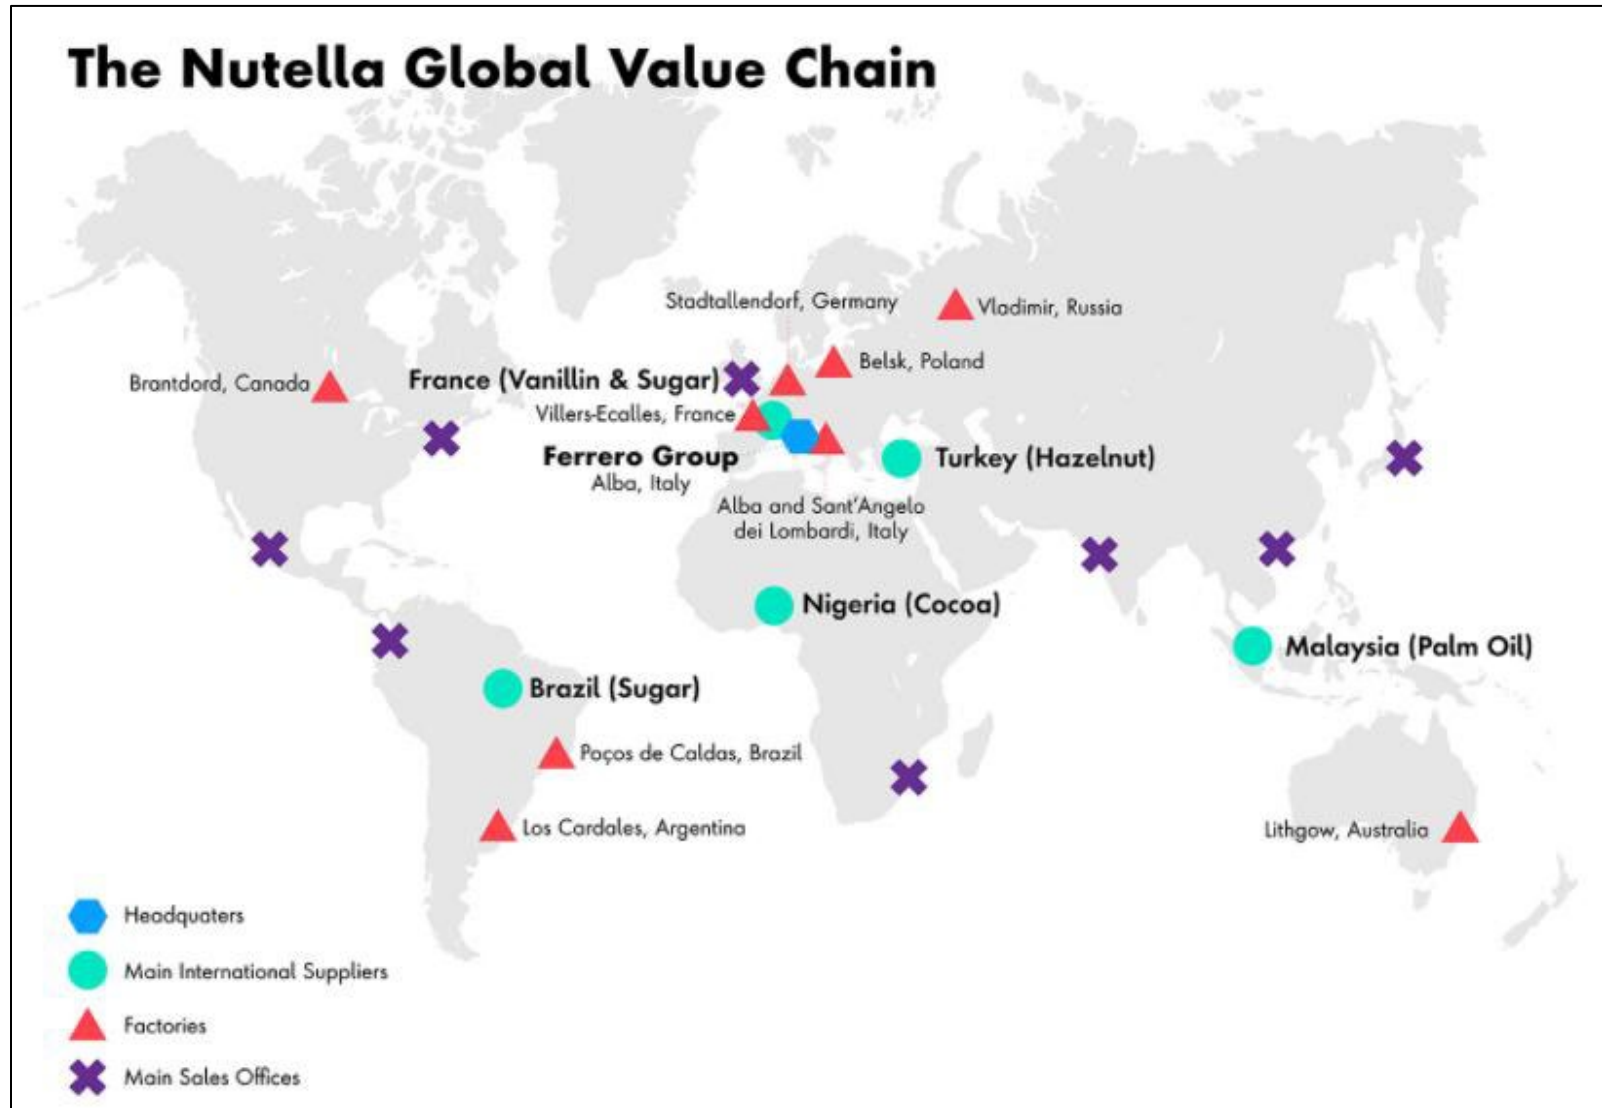 The Nutella Global Value Chain
Stadtallendorf, Germany
Vladimir, Russia
Belsk, Poland
Brantdord, Canada
France (Vanillin & Sugar)
Villers-Ecalles, France
Ferrero Group
Alba, Italy
Turkey (Hazelnut)
Alba and Sant'Angelo
dei Lombardi, Italy
Nigeria (Cocoa)
Malaysia (Palm Oil)
Brazil (Sugar)
Poços de Caldas, Brazil
Los Cardales, Argentina
Lithgow, Australia
Headquaters
Main International Suppliers
Factories
Main Sales Offices